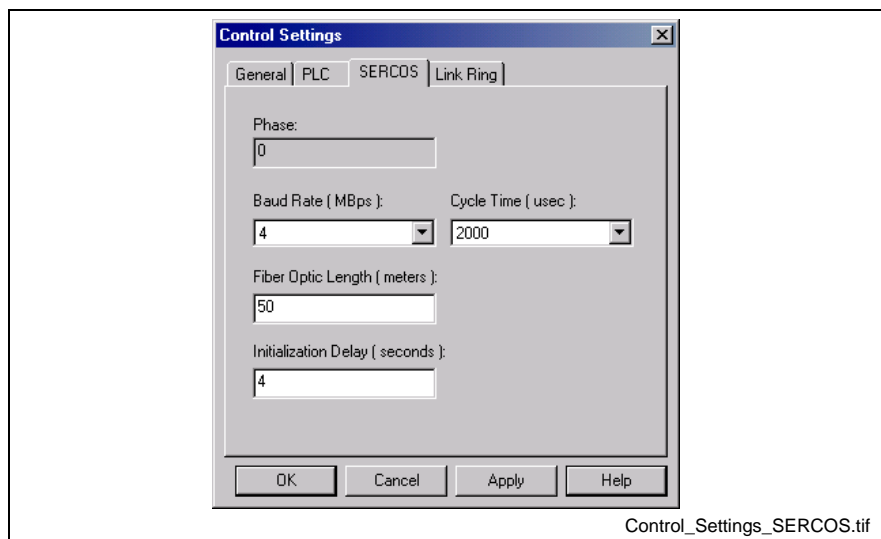 Control Settings
General PLC SERCOS Link Ring
Phase:
0
Baud Rate ( MBps ): Cycle Time ( usec ):
4 2000
Fiber Optic Length ( meters ):
50
Initialization Delay ( seconds ):
4
OK Cancel Apply Help
Control_Settings_SERCOS.tif